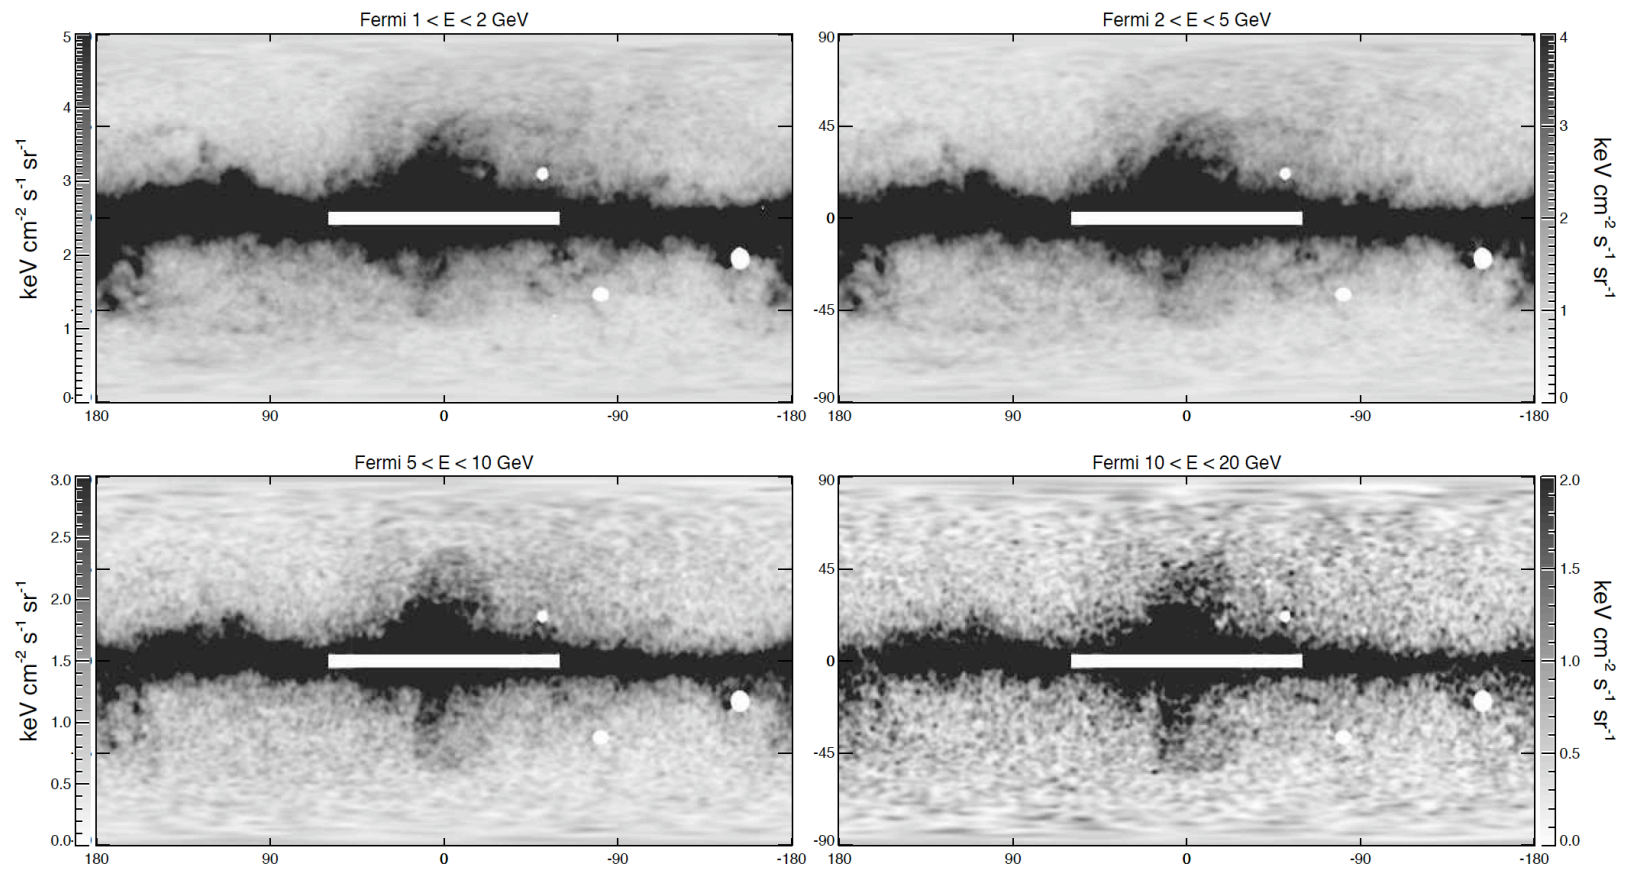 Fermi 1 < E < 2 GeV
5
4
3
2
1
0
keV cm⁻² s⁻¹ sr⁻¹
180 90 0 -90 -180
Fermi 2 < E < 5 GeV
90
45
0
-45
-90
4
3
2
1
0
keV cm⁻² s⁻¹ sr⁻¹
180 90 0 -90 -180
Fermi 5 < E < 10 GeV
3.0
2.5
2.0
1.5
1.0
0.5
0.0
keV cm⁻² s⁻¹ sr⁻¹
180 90 0 -90 -180
Fermi 10 < E < 20 GeV
90
45
0
-45
-90
2.0
1.5
1.0
0.5
0.0
keV cm⁻² s⁻¹ sr⁻¹
180 90 0 -90 -180